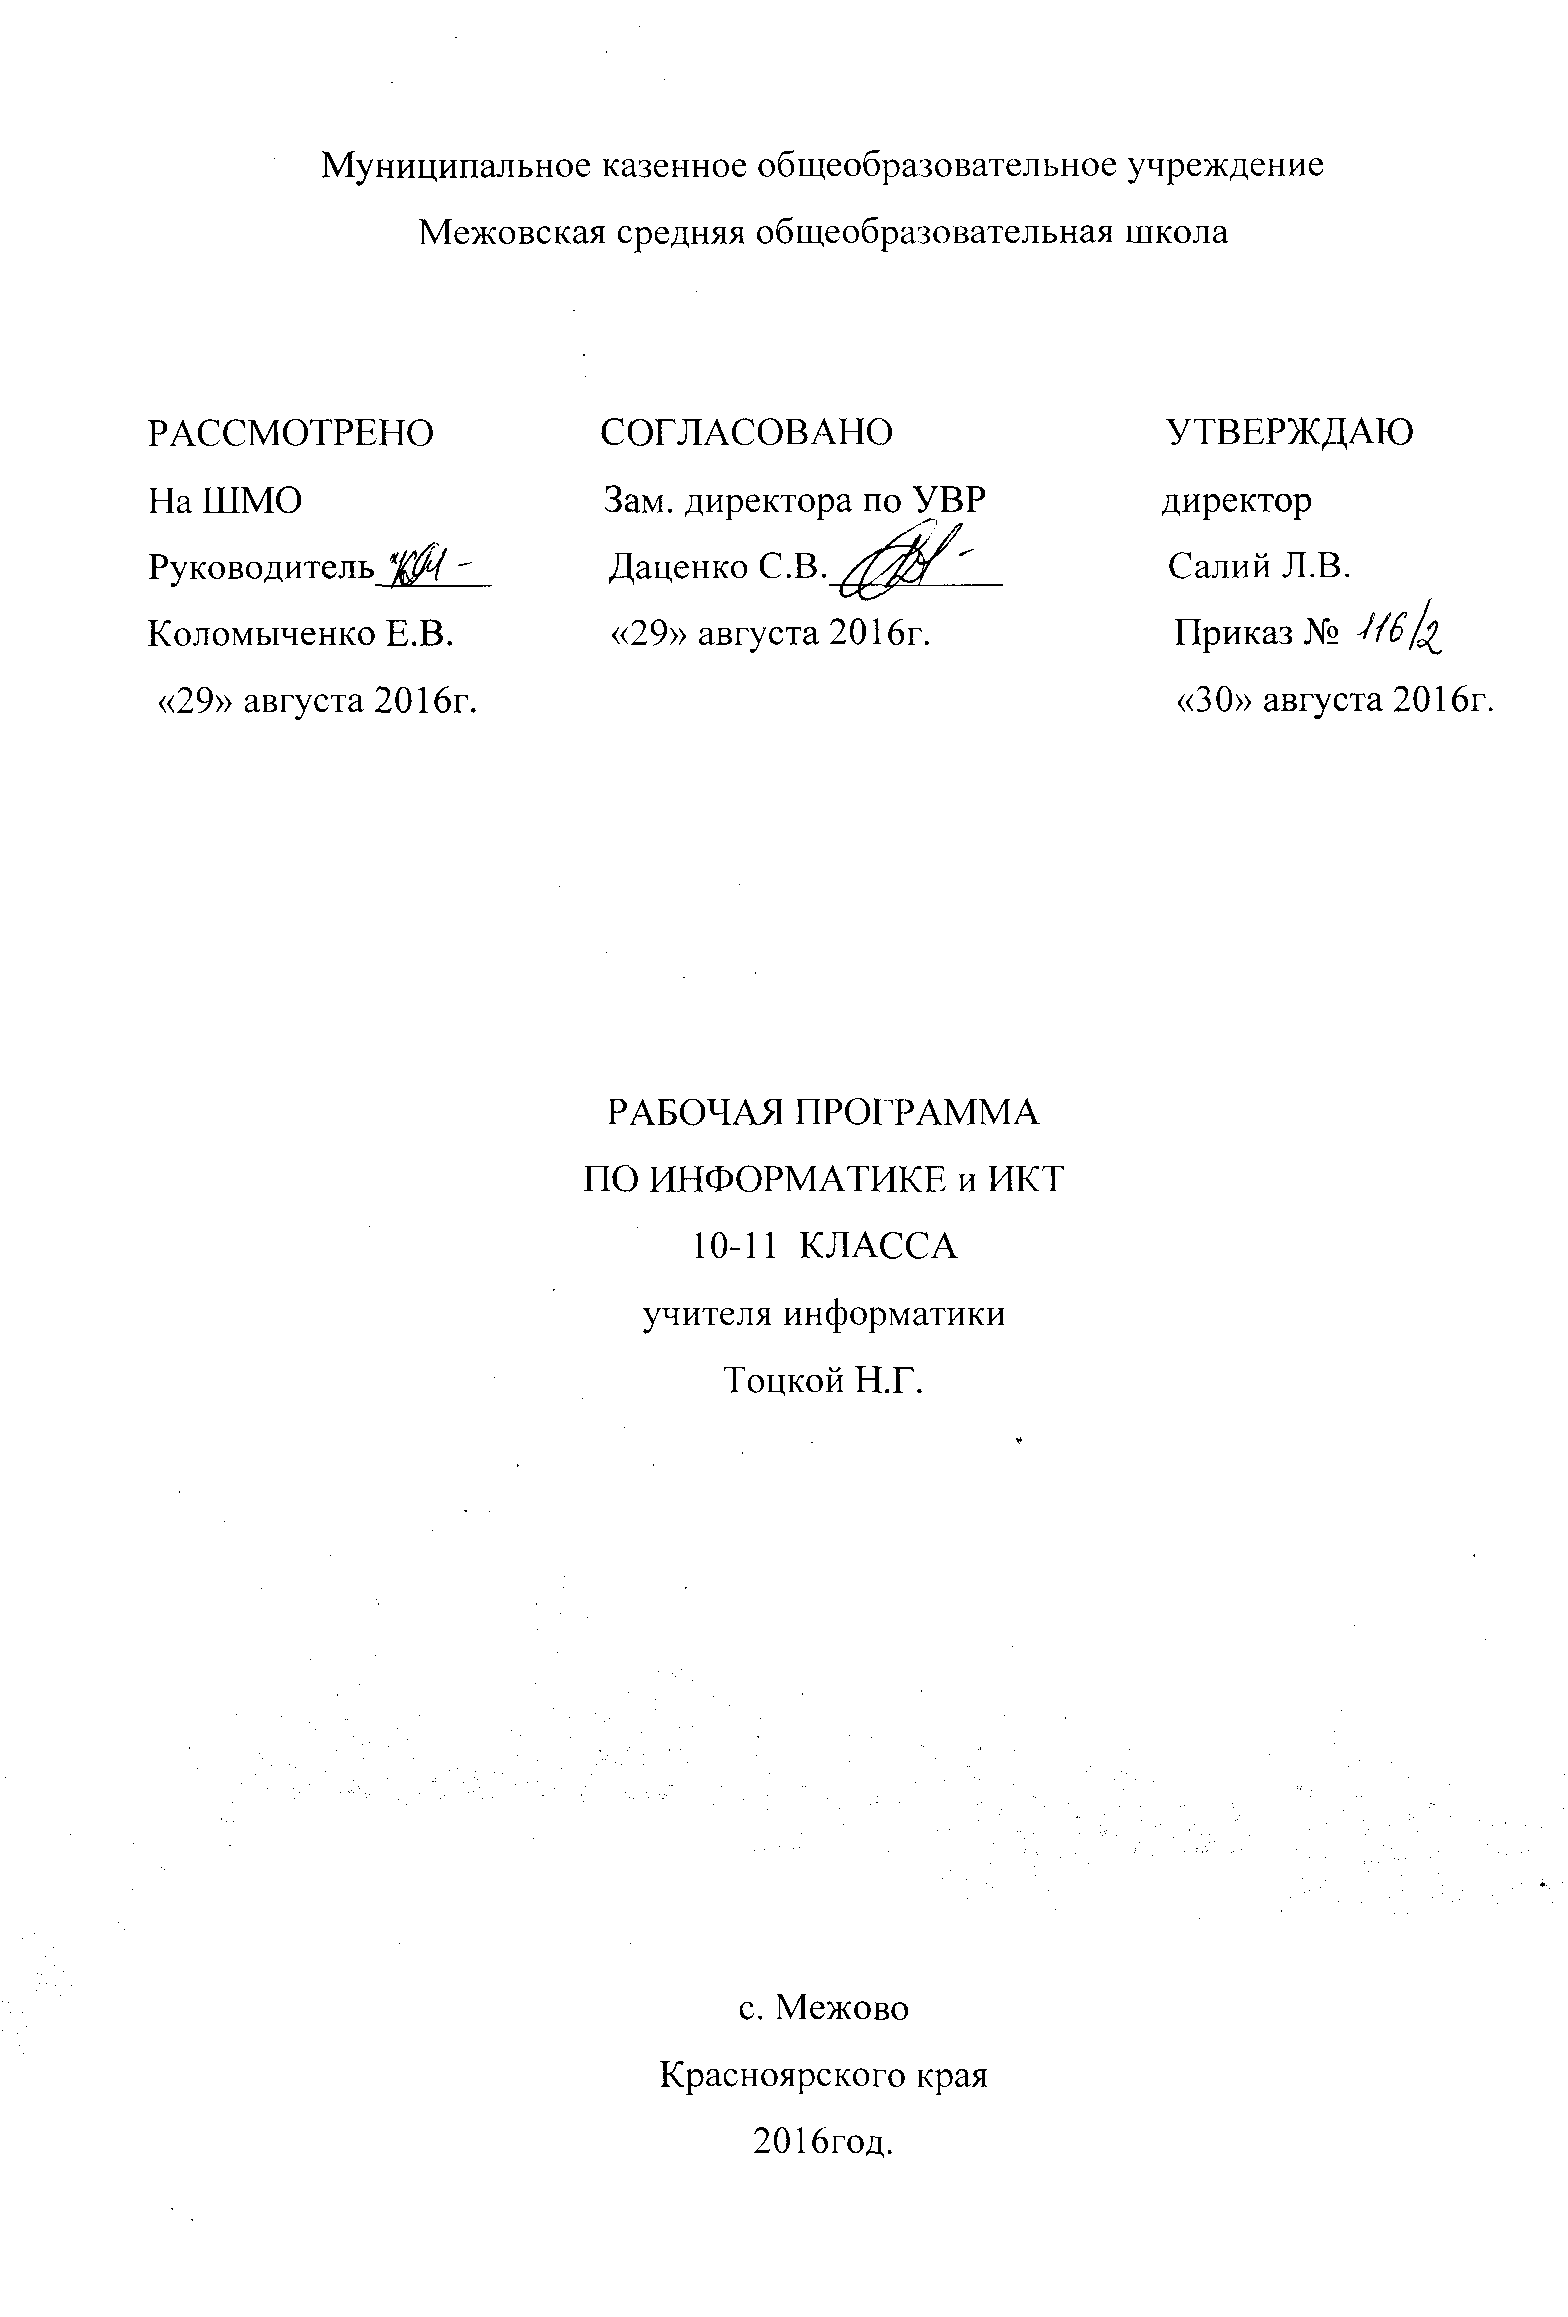 Муниципальное казенное общеобразовательное учреждение
Межовская средняя общеобразовательная школа
РАССМОТРЕНО
На ШМО
Руководитель
Коломыченко Е.В.
«29» августа 2016г.
СОГЛАСОВАНО
Зам. директора по УВР
Даценко С.В.
«29» августа 2016г.
УТВЕРЖДАЮ
директор
Салий Л.В.
Приказ № 116/2
«30» августа 2016г.
РАБОЧАЯ ПРОГРАММА
ПО ИНФОРМАТИКЕ и ИКТ
10-11 КЛАССА
учителя информатики
Тоцкой Н.Г.
с. Межово
Красноярского края
2016год.